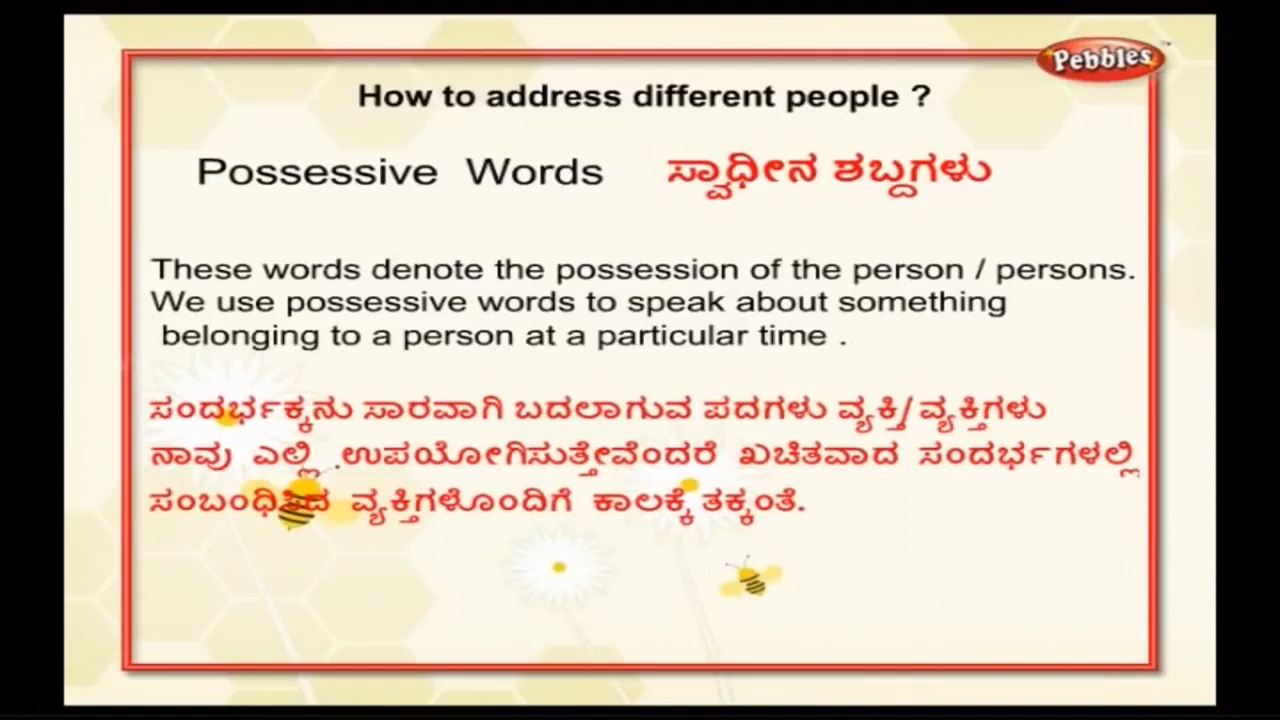 Pebbles™
How to address different people ?
Possessive Words ಸ್ವಾಧೀನ ಶಬ್ದಗಳು
These words denote the possession of the person / persons.
We use possessive words to speak about something
belonging to a person at a particular time .
ಸಂದರ್ಭಕ್ಕನು ಸಾರವಾಗಿ ಬದಲಾಗುವ ಪದಗಳು ವ್ಯಕ್ತಿ/ ವ್ಯಕ್ತಿಗಳು
ನಾವು ಎಲ್ಲಿ ಉಪಯೋಗಿಸುತ್ತೇವೆಂದರೆ ಖಚಿತವಾದ ಸಂದರ್ಭಗಳಲ್ಲಿ
ಸಂಬಂಧಿಸಿದ ವ್ಯಕ್ತಿಗಳೊಂದಿಗೆ ಕಾಲಕ್ಕೆ ತಕ್ಕಂತೆ.